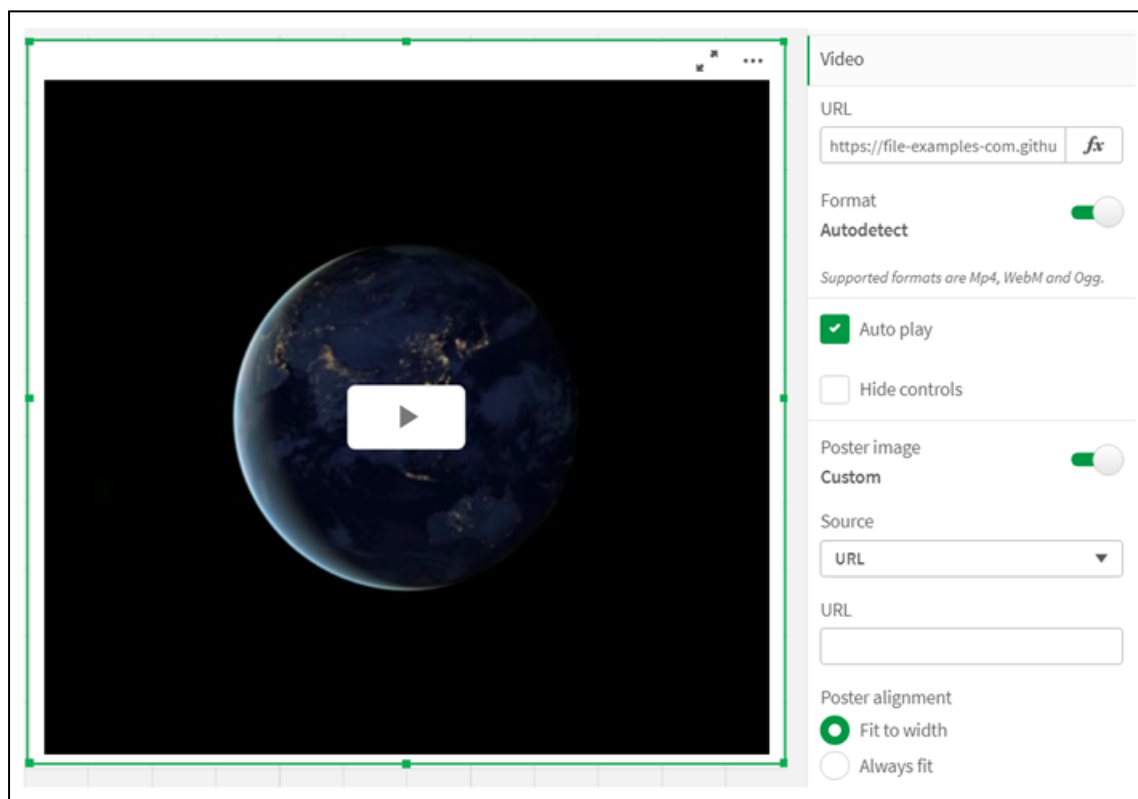 Video
URL
https://file-examples-com.githu
fx
Format
Autodetect
Supported formats are Mp4, WebM and Ogg.
Auto play
Hide controls
Poster image
Custom
Source
URL
URL
Poster alignment
Fit to width
Always fit